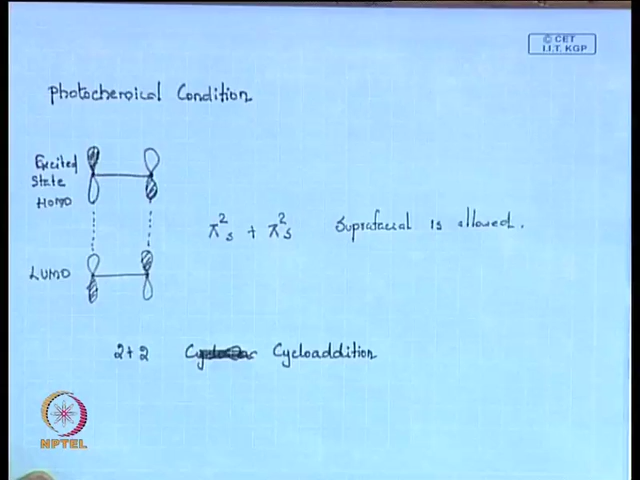 © CET
I.I.T. KGP
Photochemical Condition
Excited
State
HOMO
π²s + π²s Suprafacial is allowed.
LUMO
2+2 Cycloaddition
NPTEL